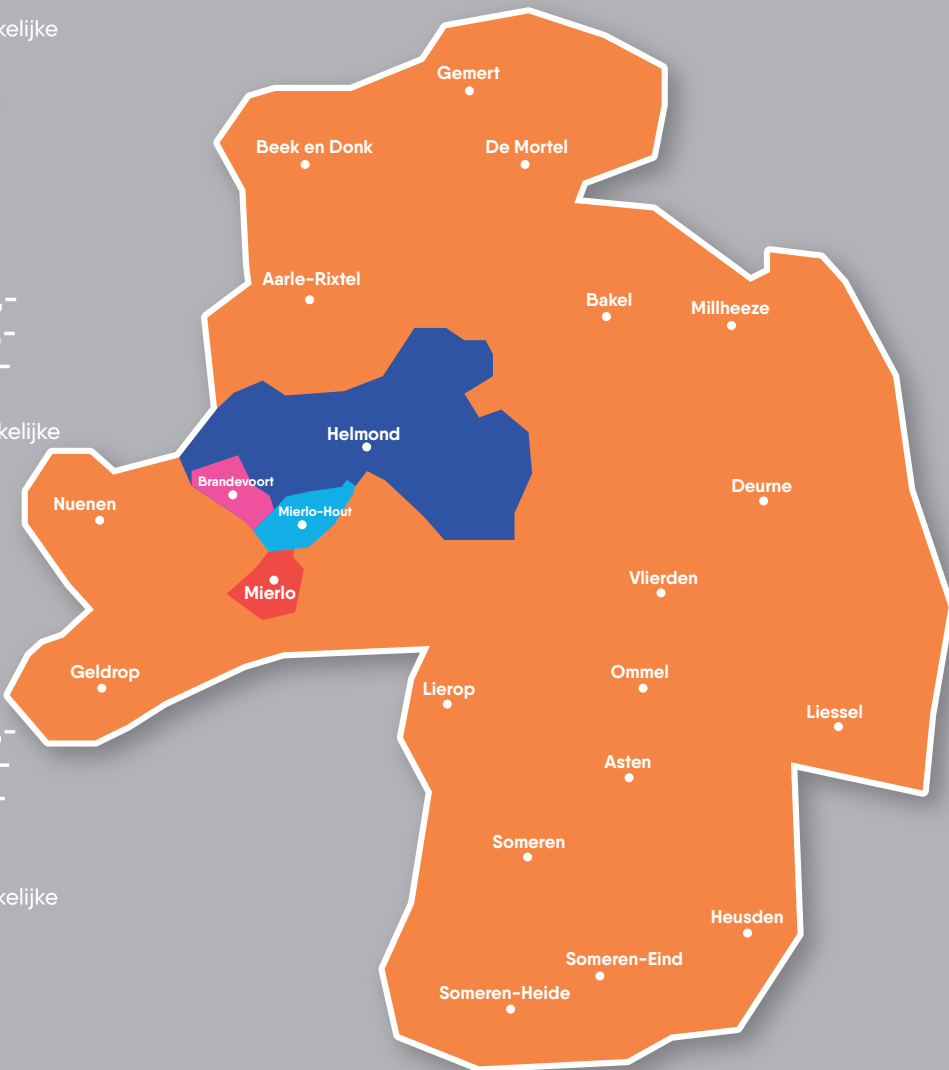 kelijke
Gemert
Beek en Donk
De Mortel
Aarle-Rixtel
Bakel
Millheeze
kelijke
Helmond
Brandevoort
Mierlo-Hout
Nuenen
Deurne
Vlierden
Mierlo
Geldrop
Lierop
Ommel
Liessel
Asten
Someren
kelijke
Heusden
Someren-Eind
Someren-Heide